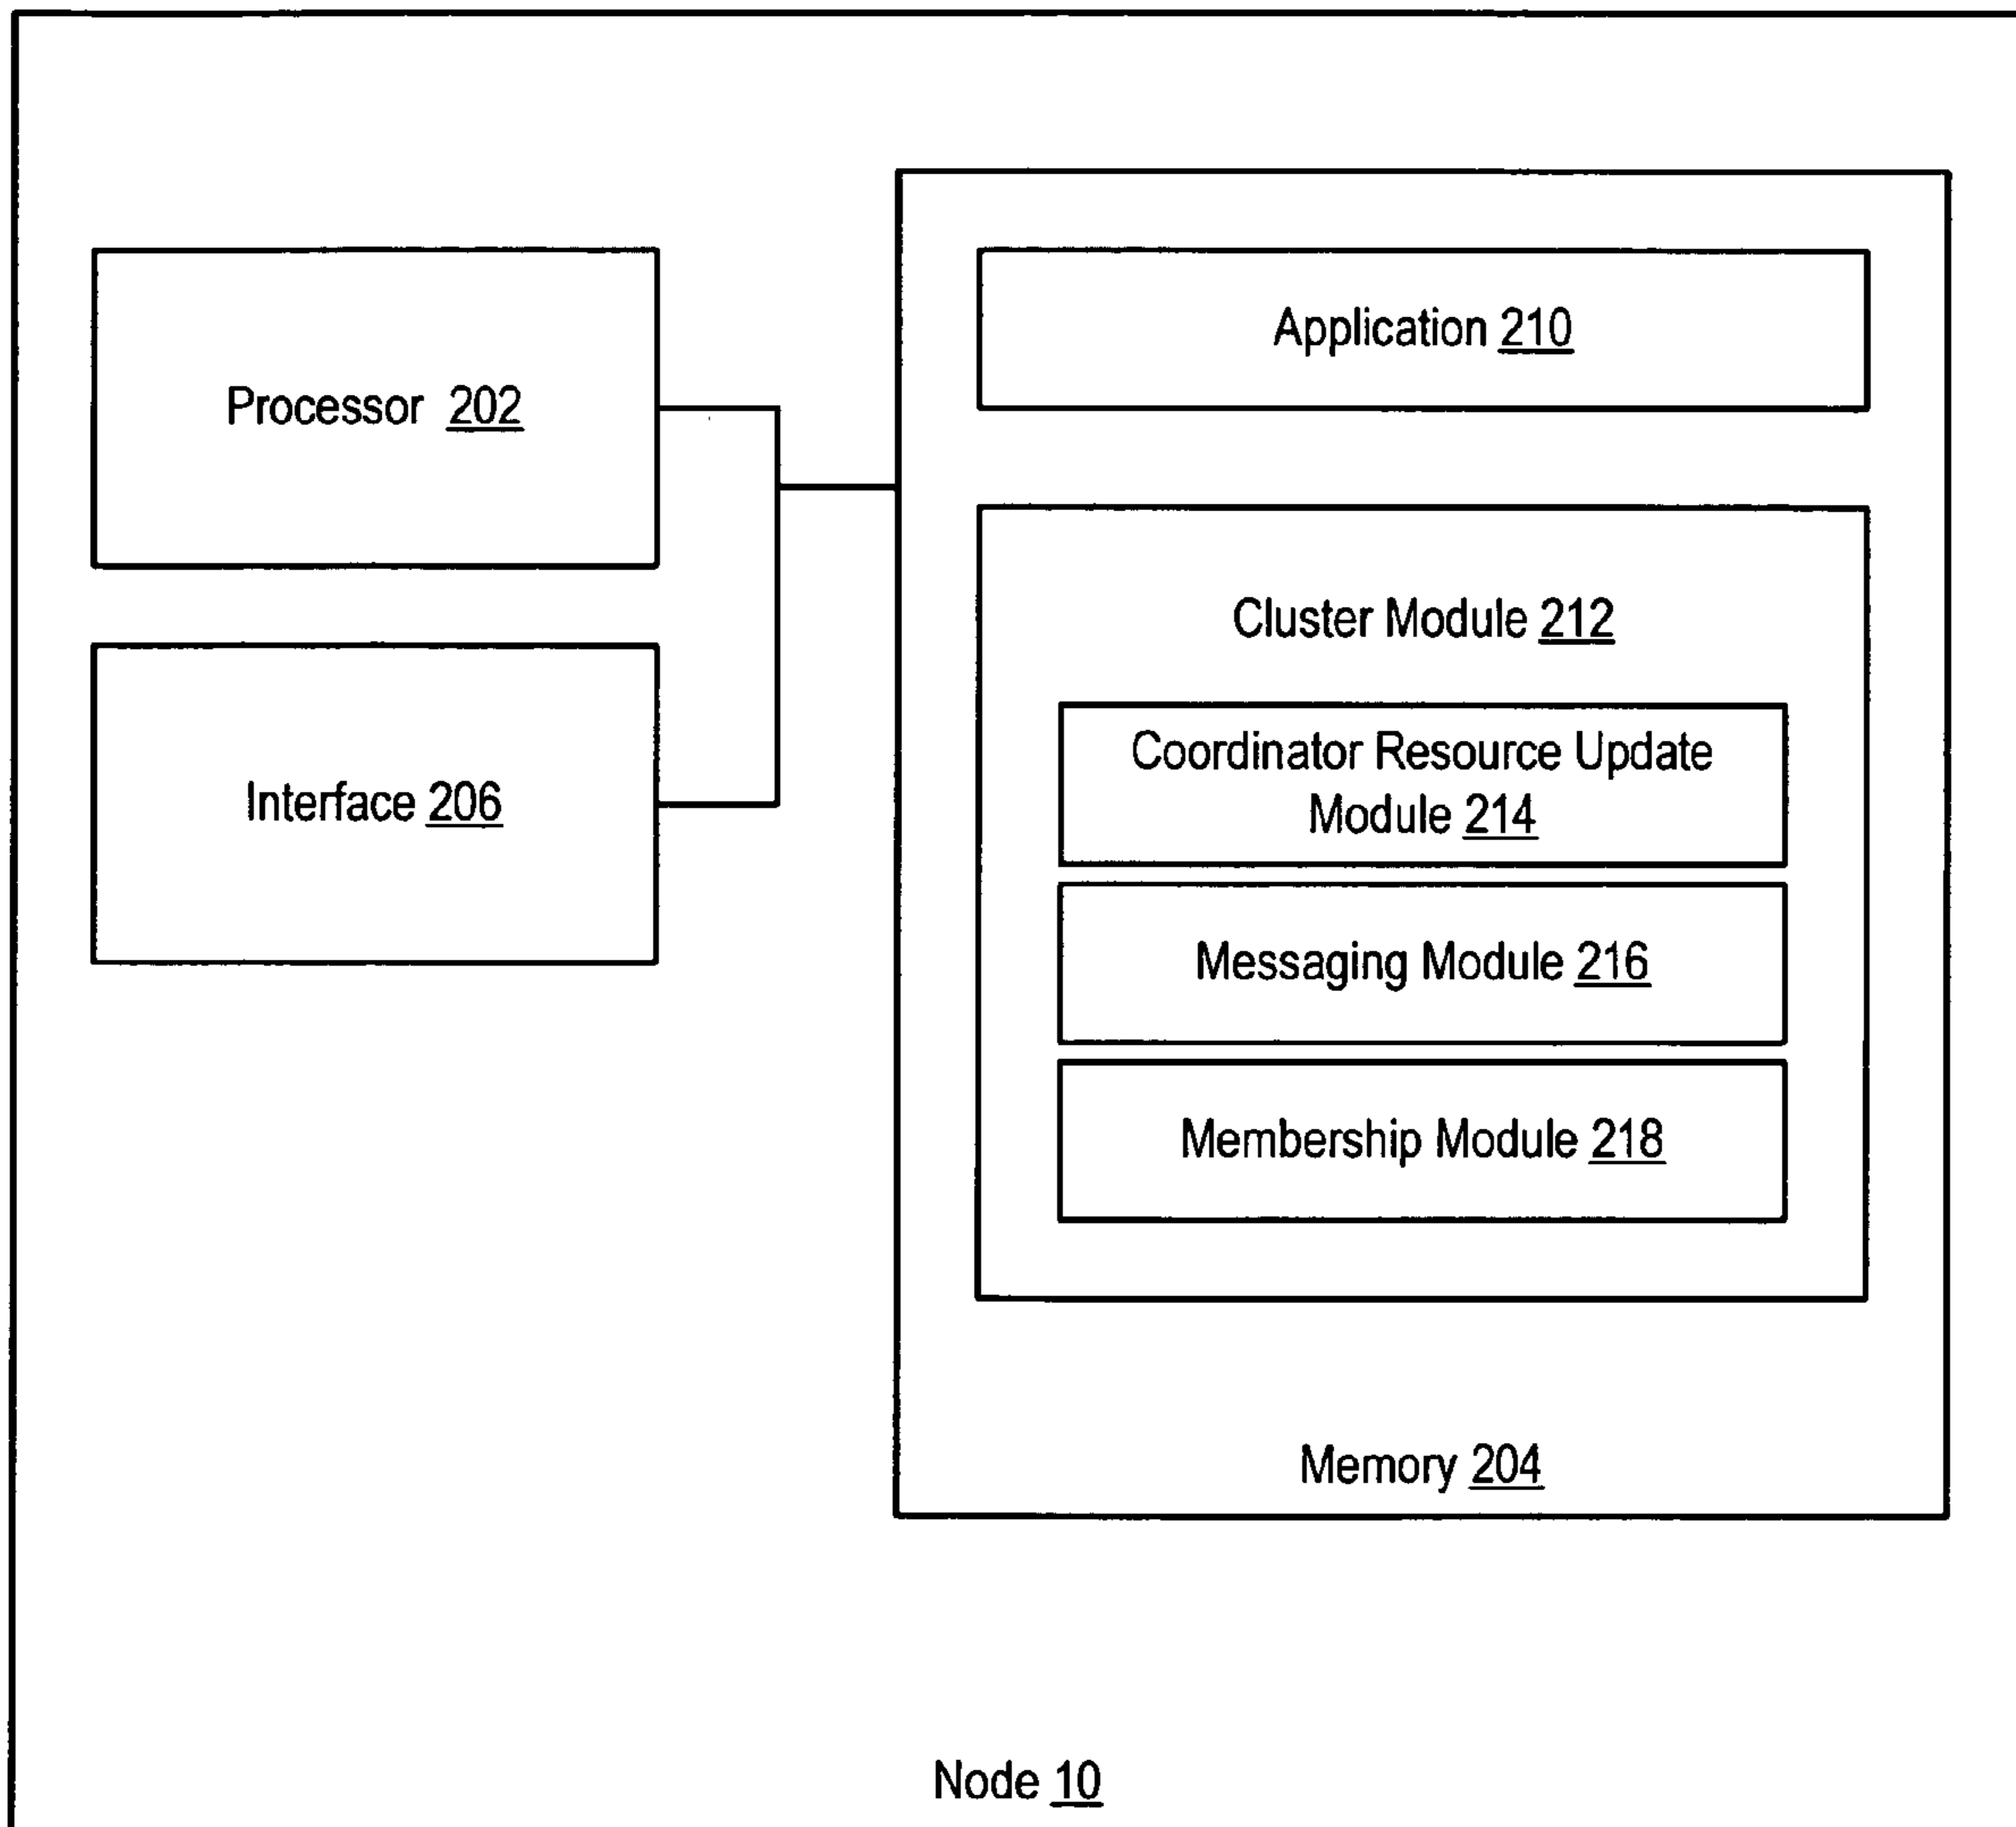 Processor 202
Interface 206
Application 210
Cluster Module 212
Coordinator Resource Update
Module 214
Messaging Module 216
Membership Module 218
Memory 204
Node 10